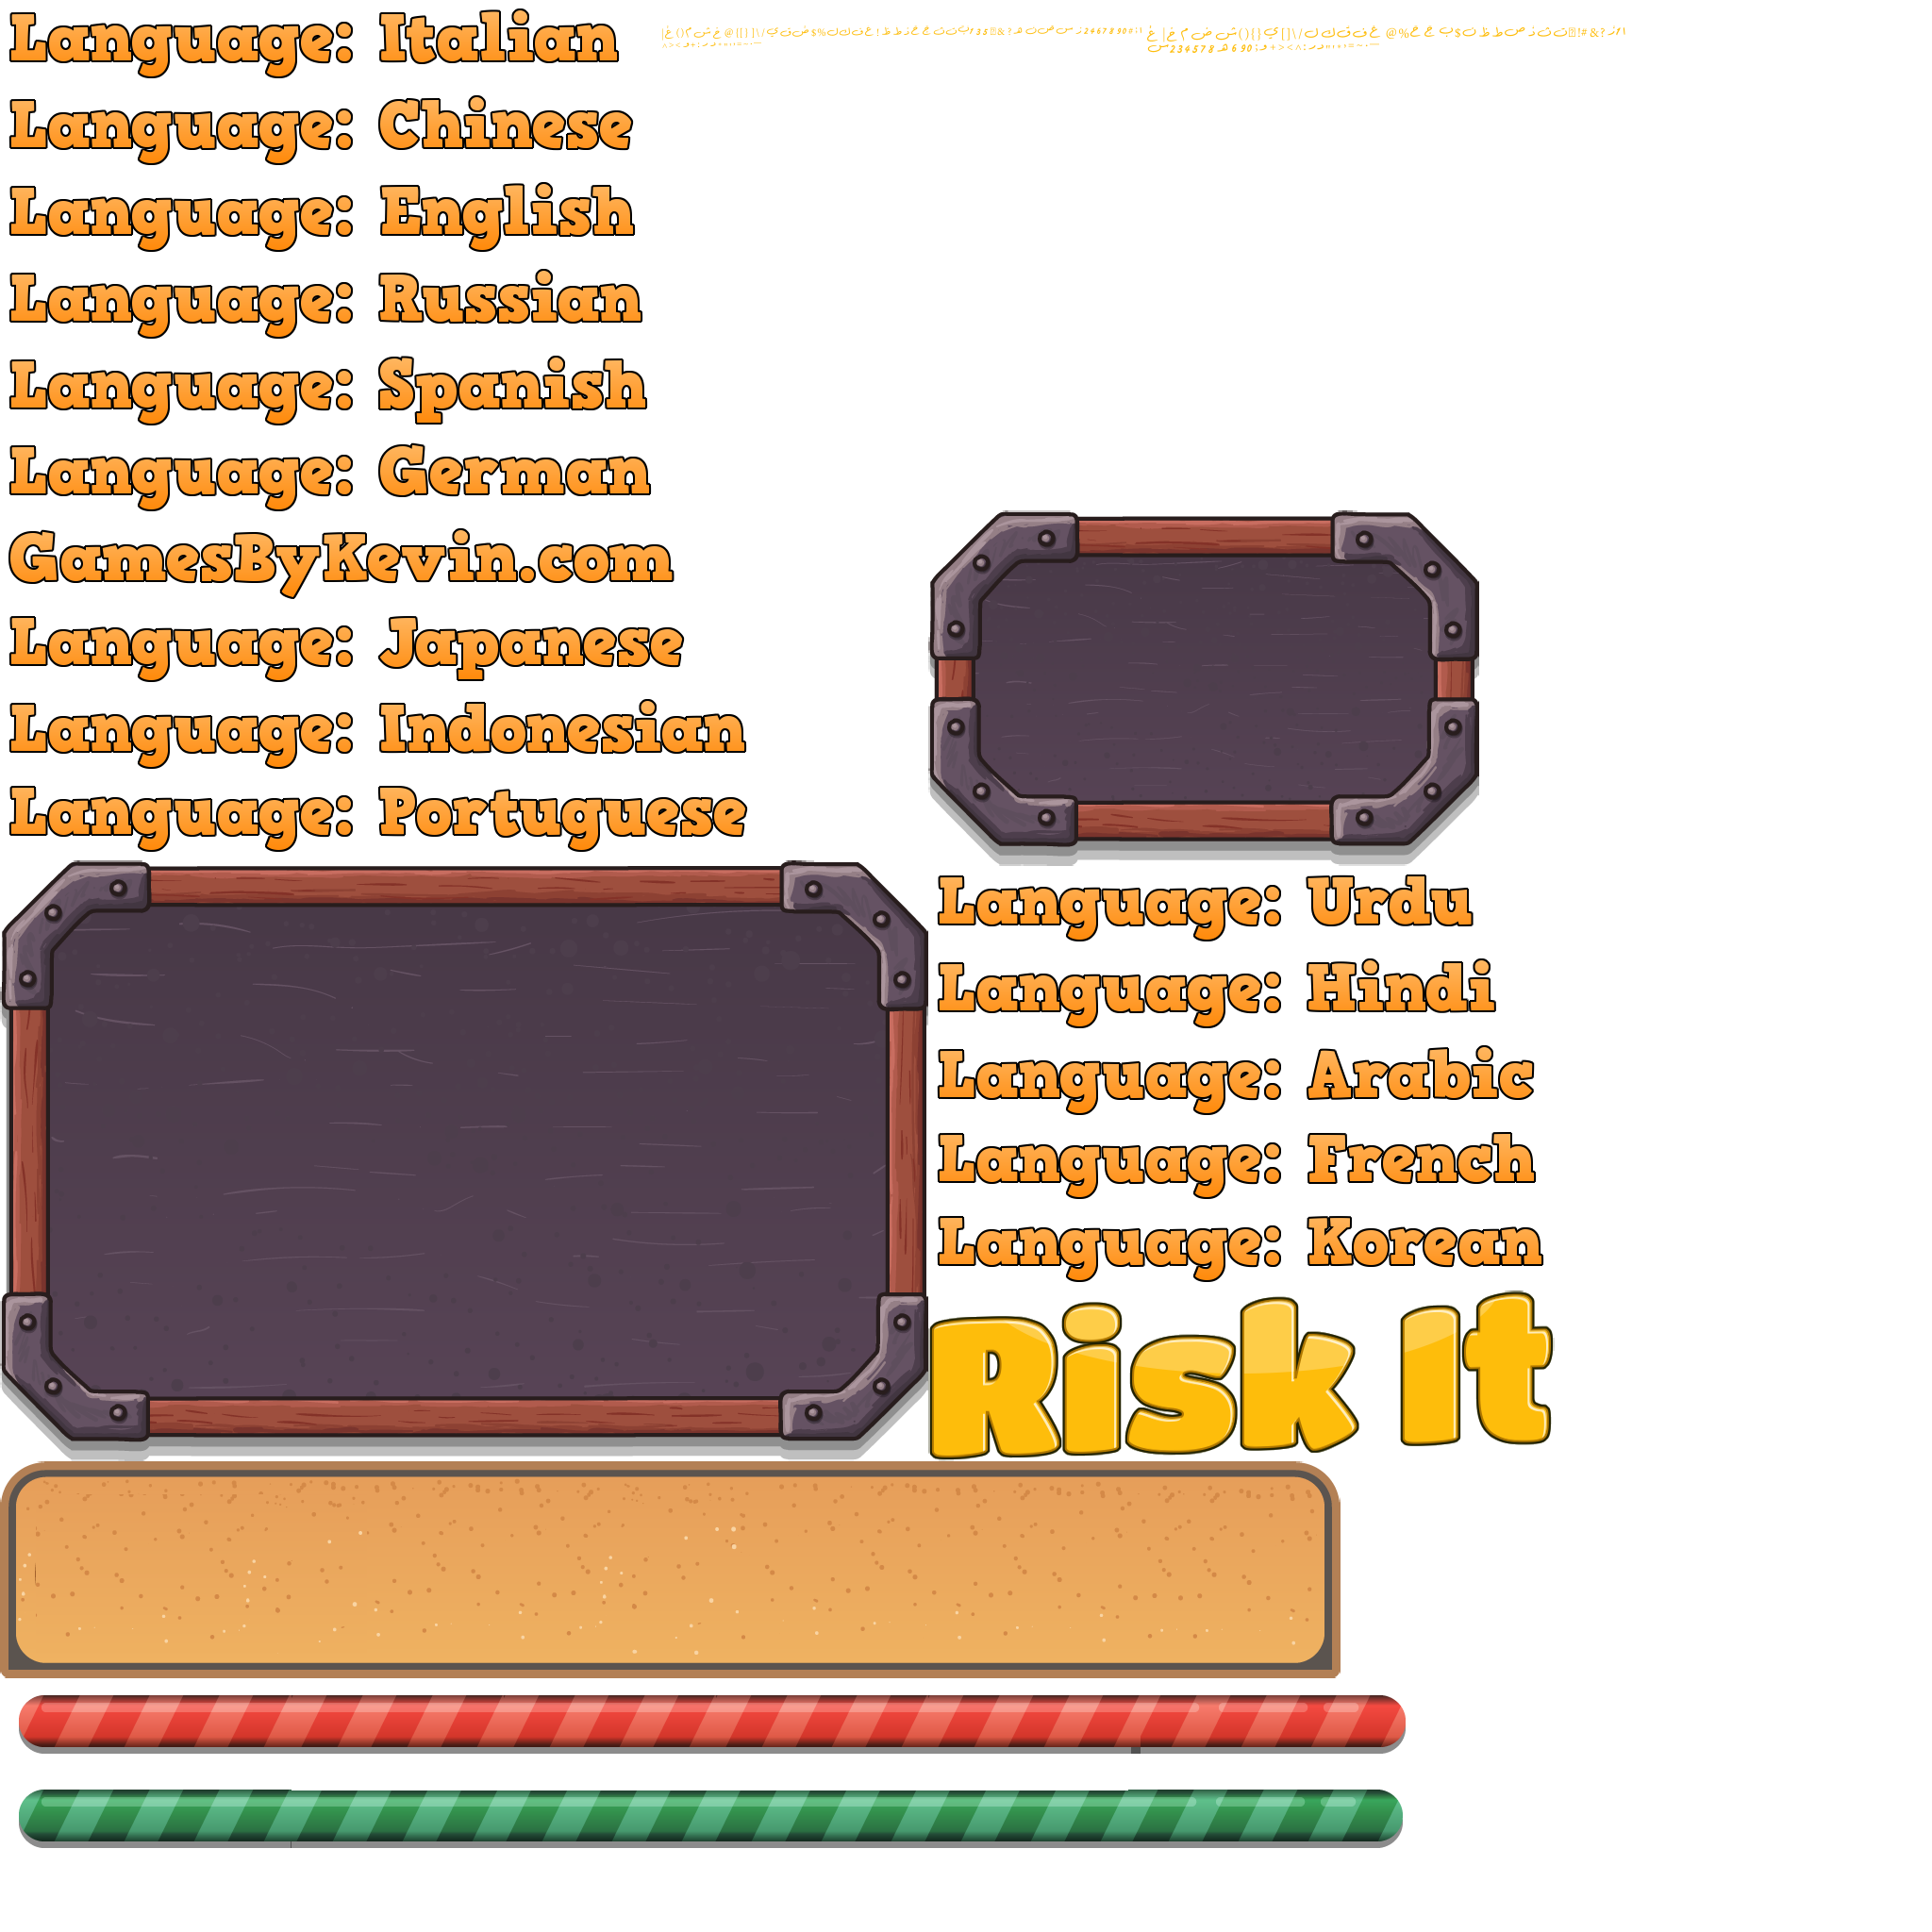 Language: Italian
Language: Chinese
Language: English
Language: Russian
Language: Spanish
Language: German
GamesByKevin.com
Language: Japanese
Language: Indonesian
Language: Portuguese
Language: Urdu
Language: Hindi
Language: Arabic
Language: French
Language: Korean
Risk It